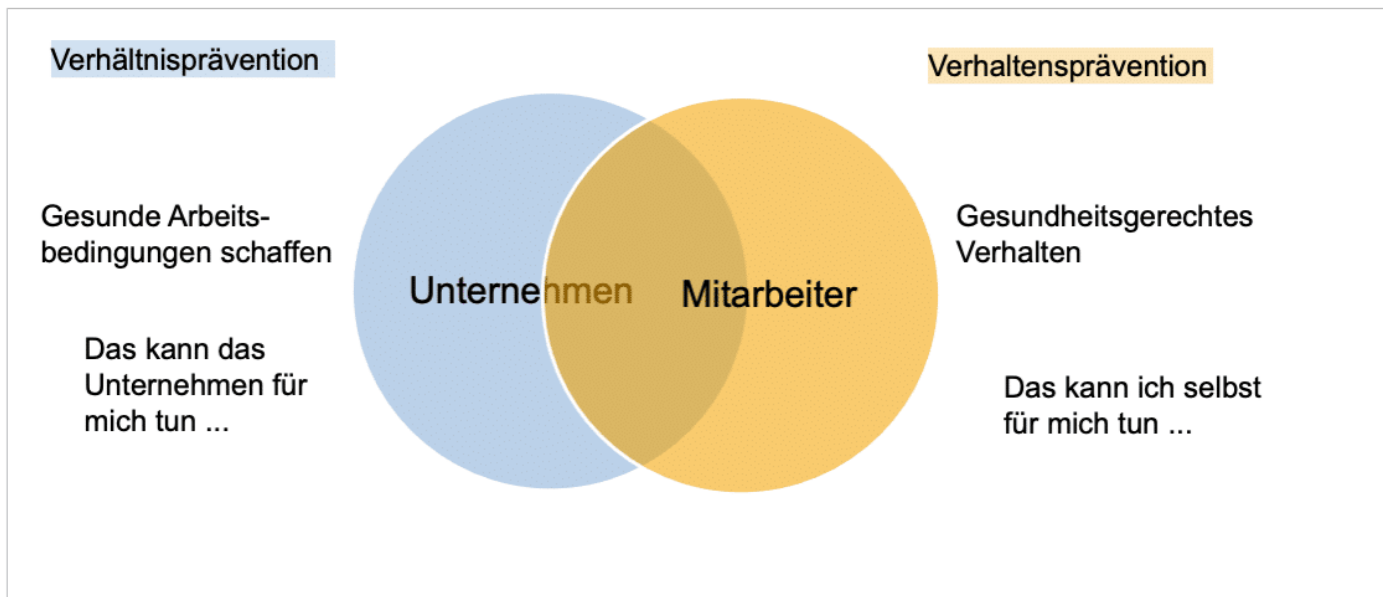 Verhältnisprävention
Verhaltensprävention
Gesunde Arbeits-
bedingungen schaffen
Das kann das
Unternehmen für
mich tun ...
Unternehmen
Mitarbeiter
Gesundheitsgerechtes
Verhalten
Das kann ich selbst
für mich tun ...